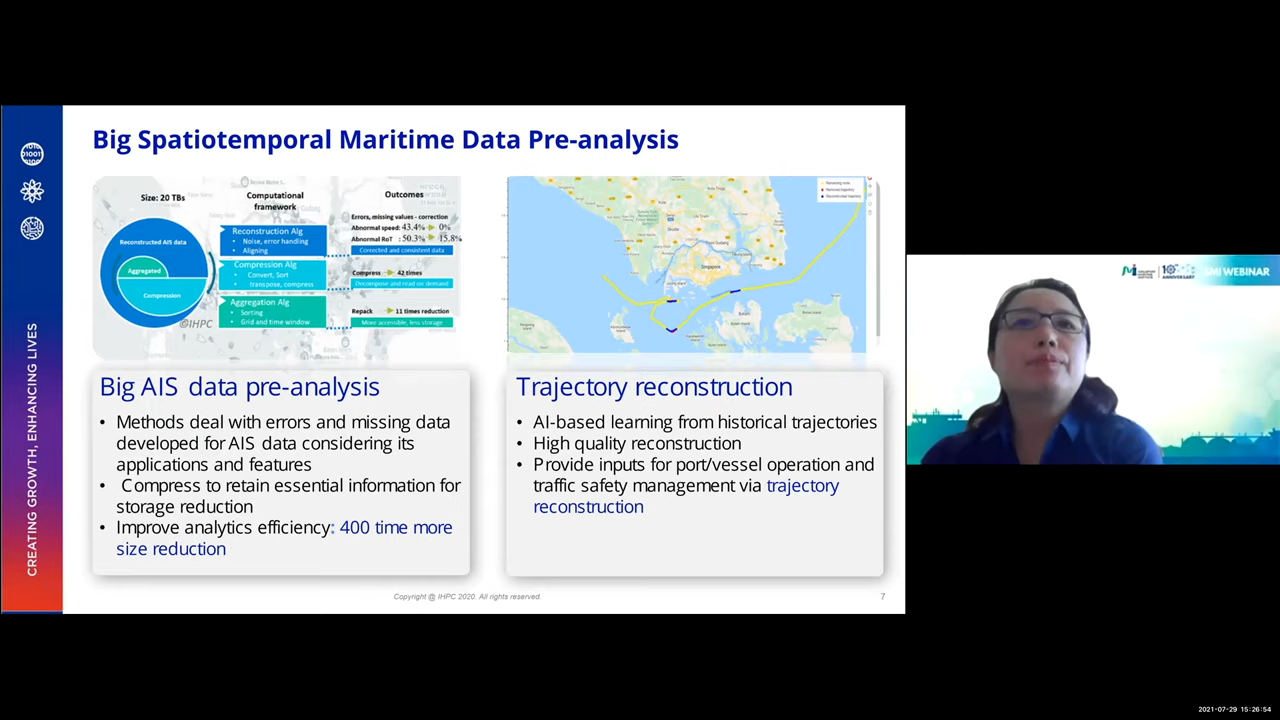 Big Spatiotemporal Maritime Data Pre-analysis
CREATING GROWTH, ENHANCING LIVES
Size: 20 TBs
Reconstructed AIS data
Aggregated
Compression
©IHPC
Computational
framework
Reconstruction Alg
• Noise, error handling
• Aligning
Compression Alg
• Convert, Sort
• transpose, compress
Aggregation Alg
• Sorting
• Grid and time window
Outcomes
Errors, missing values - correction
Abnormal speed: 43.4% 0%
Abnormal RoT : 50.3% 15.8%
Corrected and consistent data
Compress 42 times
Decompose and read on demand
Repack 11 times reduction
More accessible, less storage
Singapore
Big AIS data pre-analysis
• Methods deal with errors and missing data
developed for AIS data considering its
applications and features
• Compress to retain essential information for
storage reduction
• Improve analytics efficiency: 400 time more
size reduction
Trajectory reconstruction
• AI-based learning from historical trajectories
• High quality reconstruction
• Provide inputs for port/vessel operation and
traffic safety management via trajectory
reconstruction
Copyright @ IHPC 2020. All rights reserved.
7
SMI WEBINAR
2021-07-29 15:26:54